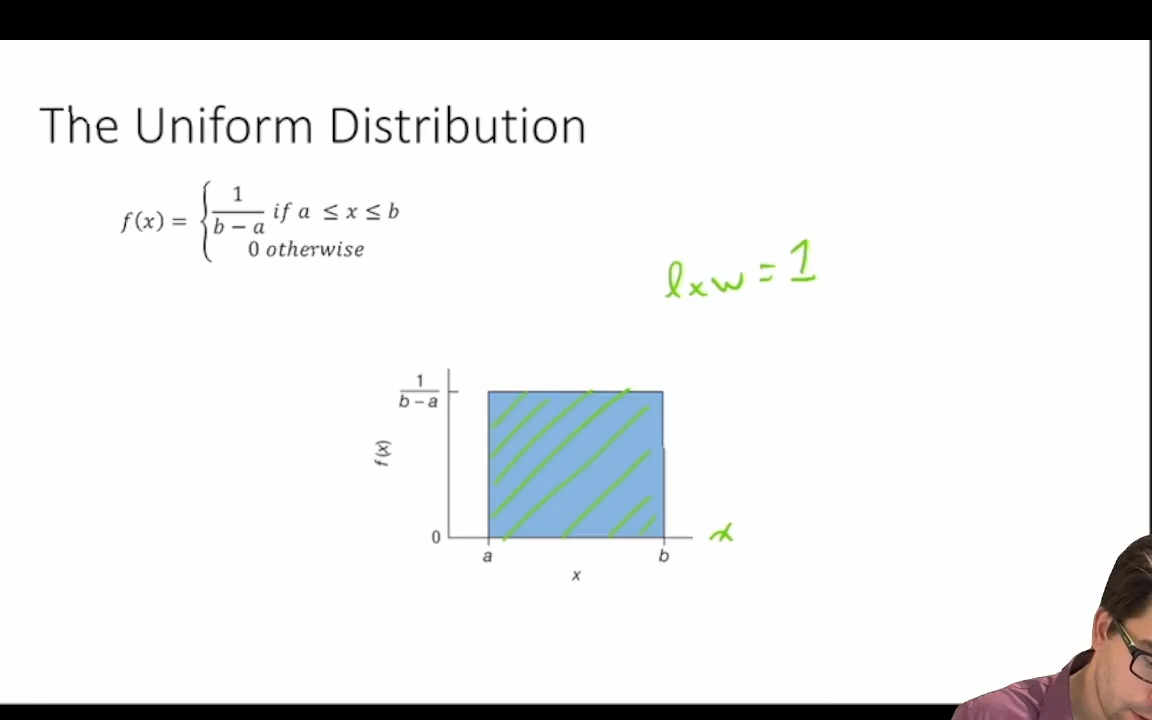 The Uniform Distribution
f(x) = { 1/(b − a) if a ≤ x ≤ b
0 otherwise
l x w = 1
1/(b − a)
f(x)
0
x
a b
x